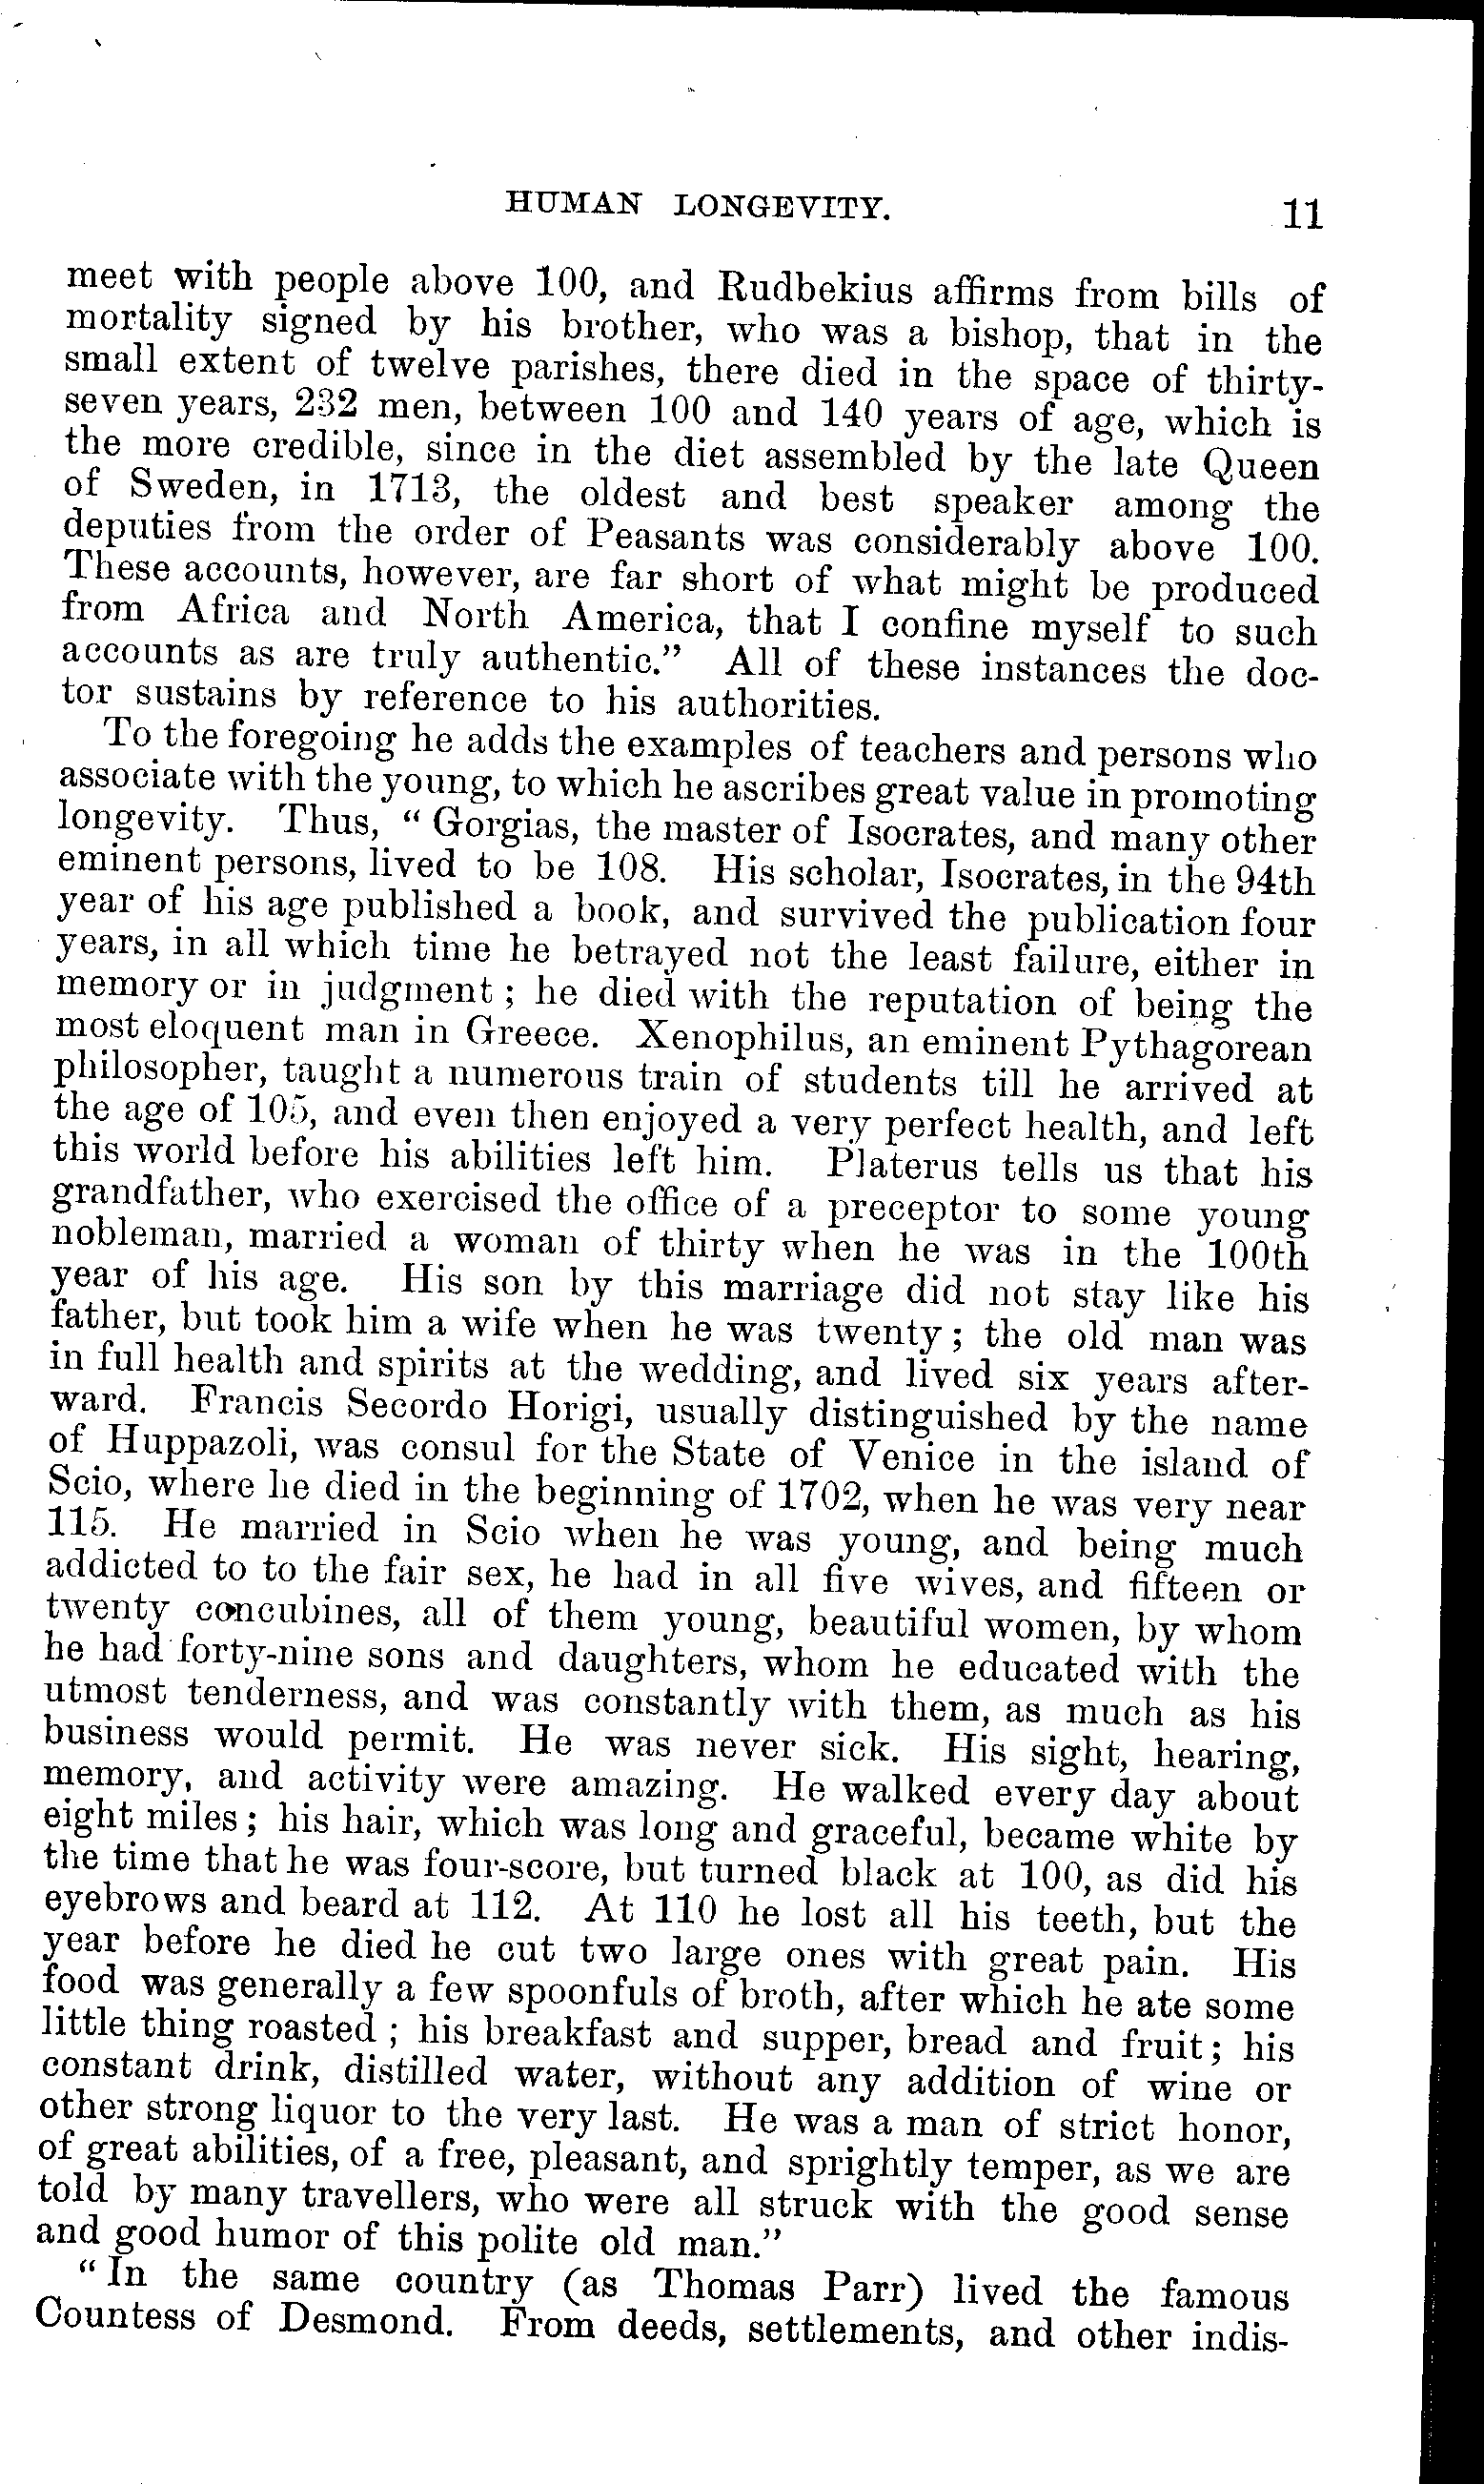 HUMAN LONGEVITY. 11
meet with people above 100, and Rudbekius affirms from bills of
mortality signed by his brother, who was a bishop, that in the
small extent of twelve parishes, there died in the space of thirty-
seven years, 232 men, between 100 and 140 years of age, which is
the more credible, since in the diet assembled by the late Queen
of Sweden, in 1713, the oldest and best speaker among the
deputies from the order of Peasants was considerably above 100.
These accounts, however, are far short of what might be produced
from Africa and North America, that I confine myself to such
accounts as are truly authentic." All of these instances the doc-
tor sustains by reference to his authorities.
To the foregoing he adds the examples of teachers and persons who
associate with the young, to which he ascribes great value in promoting
longevity. Thus, "Gorgias, the master of Isocrates, and many other
eminent persons, lived to be 108. His scholar, Isocrates, in the 94th
year of his age published a book, and survived the publication four
years, in all which time he betrayed not the least failure, either in
memory or in judgment; he died with the reputation of being the
most eloquent man in Greece. Xenophilus, an eminent Pythagorean
philosopher, taught a numerous train of students till he arrived at
the age of 105, and even then enjoyed a very perfect health, and left
this world before his abilities left him. Platerus tells us that his
grandfather, who exercised the office of a preceptor to some young
nobleman, married a woman of thirty when he was in the 100th
year of his age. His son by this marriage did not stay like his
father, but took him a wife when he was twenty; the old man was
in full health and spirits at the wedding, and lived six years after-
ward. Francis Secordo Horigi, usually distinguished by the name
of Huppazoli, was consul for the State of Venice in the island of
Scio, where he died in the beginning of 1702, when he was very near
115. He married in Scio when he was young, and being much
addicted to to the fair sex, he had in all five wives, and fifteen or
twenty concubines, all of them young, beautiful women, by whom
he had forty-nine sons and daughters, whom he educated with the
utmost tenderness, and was constantly with them, as much as his
business would permit. He was never sick. His sight, hearing,
memory, and activity were amazing. He walked every day about
eight miles; his hair, which was long and graceful, became white by
the time that he was four-score, but turned black at 100, as did his
eyebrows and beard at 112. At 110 he lost all his teeth, but the
year before he died he cut two large ones with great pain. His
food was generally a few spoonfuls of broth, after which he ate some
little thing roasted; his breakfast and supper, bread and fruit; his
constant drink, distilled water, without any addition of wine or
other strong liquor to the very last. He was a man of strict honor,
of great abilities, of a free, pleasant, and sprightly temper, as we are
told by many travellers, who were all struck with the good sense
and good humor of this polite old man."
"In the same country (as Thomas Parr) lived the famous
Countess of Desmond. From deeds, settlements, and other indis-